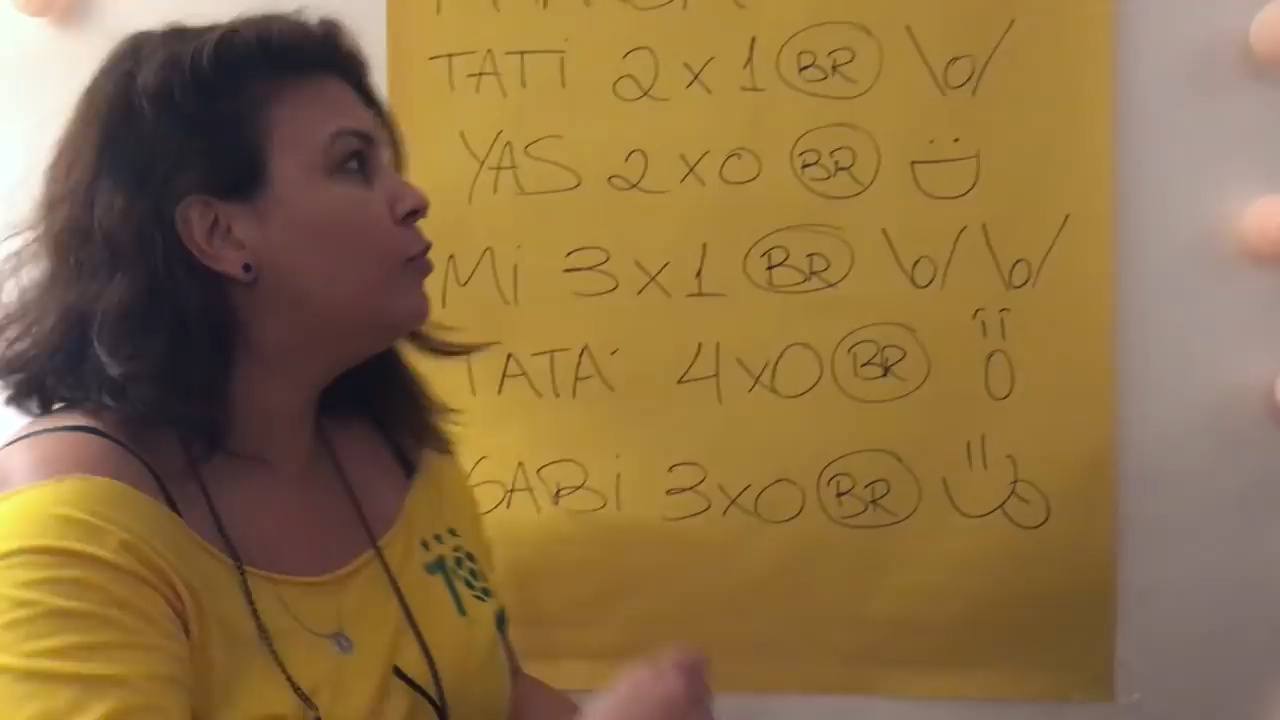 TATi 2 x 1 BR \o/
YAS 2 x 0 BR
Mi 3 x 1 BR \o/ \o/
TATÁ 4 x 0 BR
GABi 3 x 0 BR
10